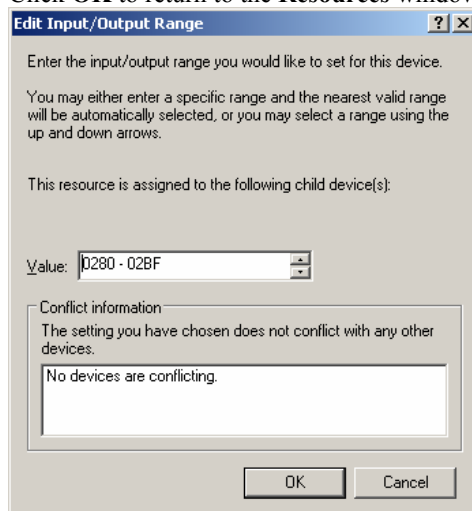 Click OK to return to the Resources window
Edit Input/Output Range
Enter the input/output range you would like to set for this device.
You may either enter a specific range and the nearest valid range
will be automatically selected, or you may select a range using the
up and down arrows.
This resource is assigned to the following child device(s):
Value: 0280 - 02BF
Conflict information
The setting you have chosen does not conflict with any other
devices.
No devices are conflicting.
OK Cancel